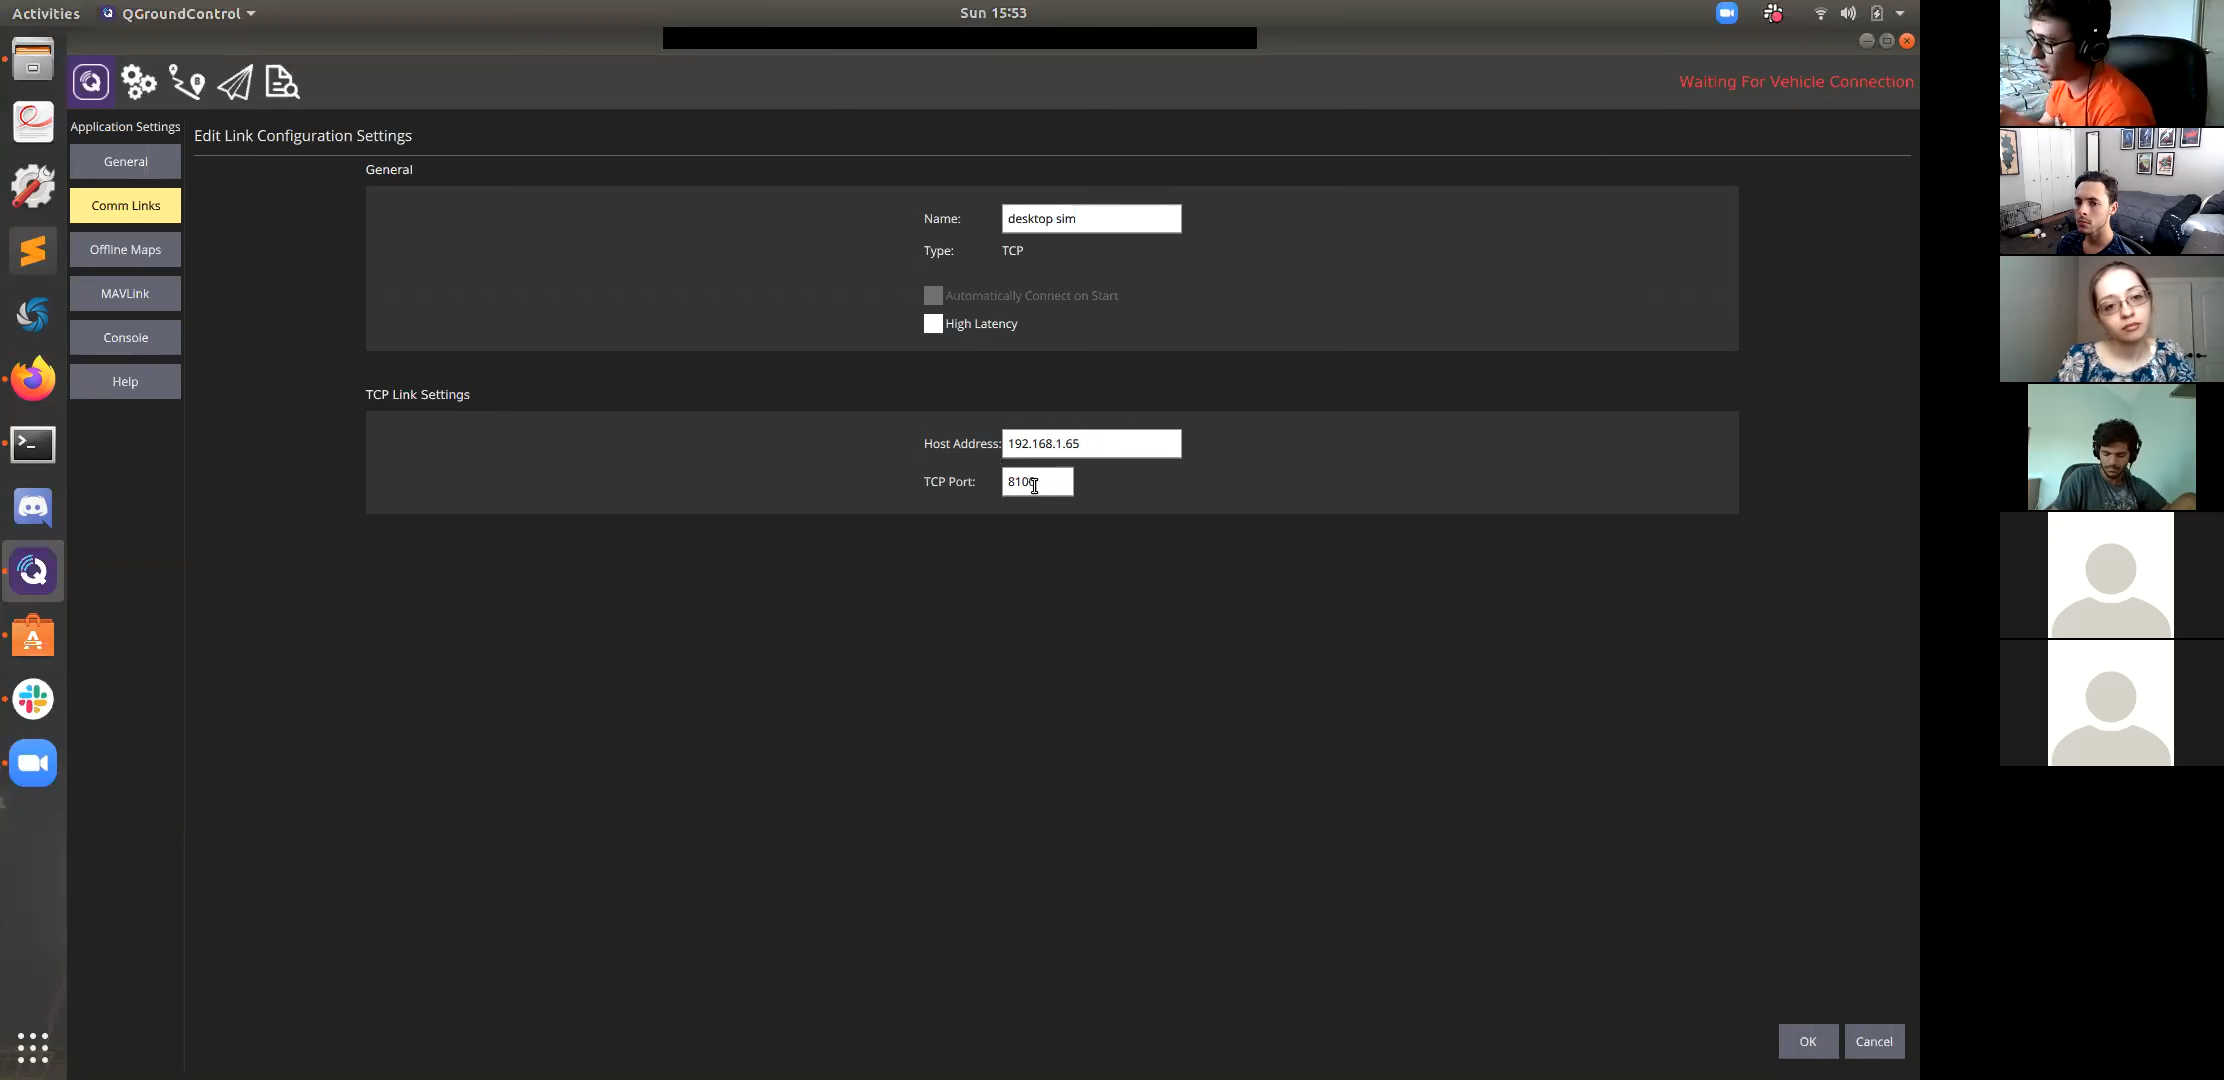 Activities
QGroundControl
Sun 15:53
Waiting For Vehicle Connection
Application Settings
General
Comm Links
Offline Maps
MAVLink
Console
Help
Edit Link Configuration Settings
General
Name: desktop sim
Type: TCP
Automatically Connect on Start
High Latency
TCP Link Settings
Host Address: 192.168.1.65
TCP Port:
OK
Cancel